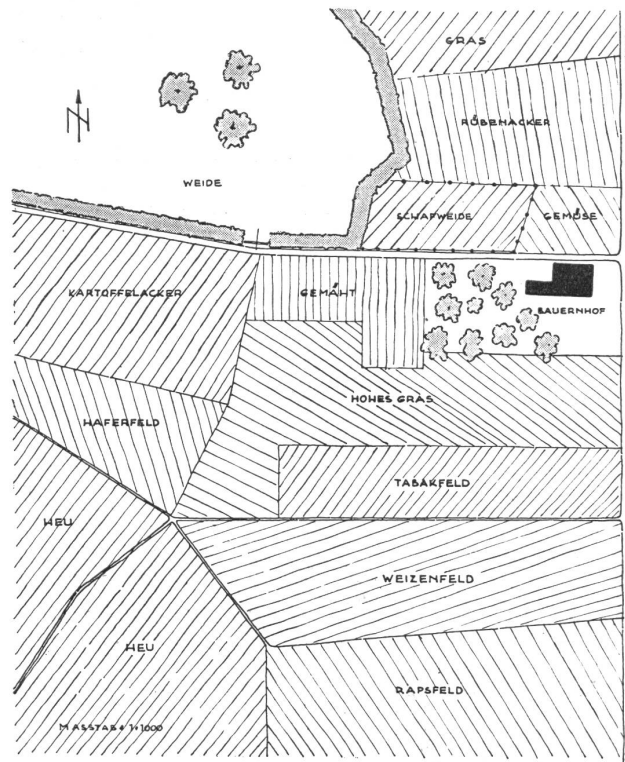 GRAS
RÜBENACKER
N
WEIDE
SCHAFWEIDE
GEMÜSE
KARTOFFELACKER
GEMÄHT
BAUERNHOF
HOHES GRAS
HAFERFELD
TABAKFELD
HEU
WEIZENFELD
HEU
RAPSFELD
MASSTAB 1:1000